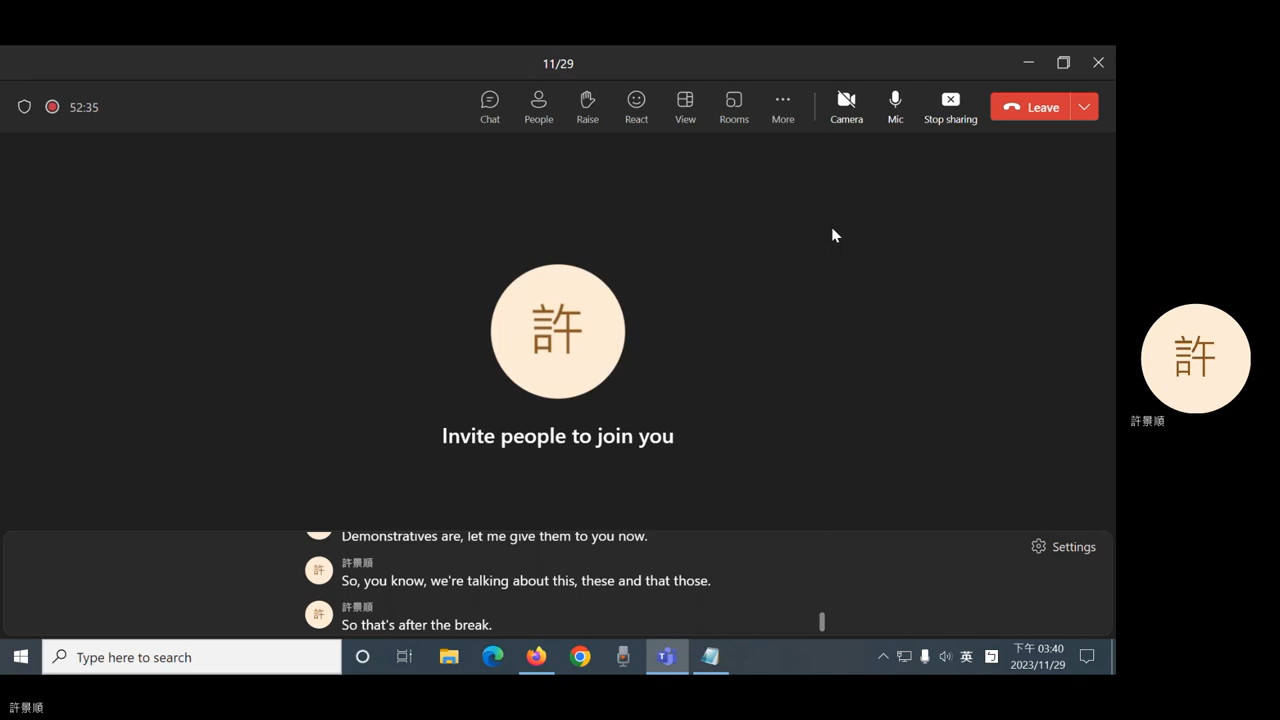 11/29
52:35
Chat
People
Raise
React
View
Rooms
More
Camera
Mic
Stop sharing
Leave
許
Invite people to join you
許
許景順
Demonstratives are, let me give them to you now.
Settings
許
許景順
So, you know, we're talking about this, these and that those.
許
許景順
So that's after the break.
Type here to search
英
下午 03:40
2023/11/29
許景順